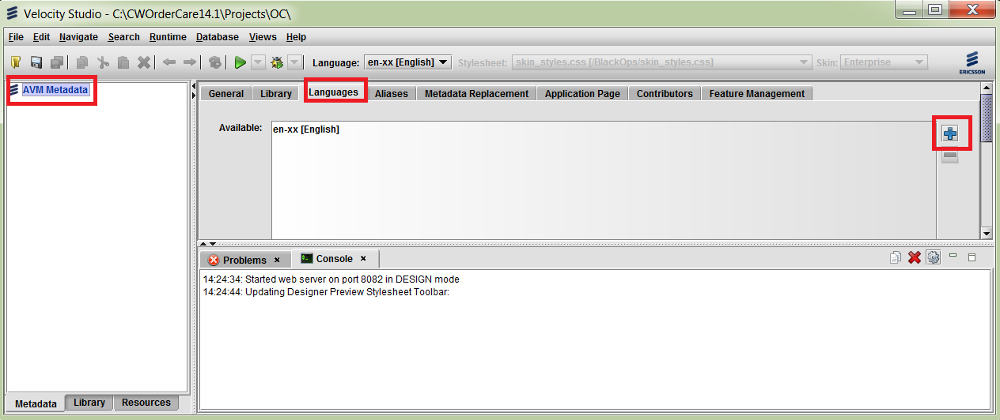 Velocity Studio - C:\CWOrderCare14.1\Projects\OC\
File Edit Navigate Search Runtime Database Views Help
Language: en-xx [English] Stylesheet: skin_styles.css [/BlackOps/skin_styles.css] Skin: Enterprise
ERICSSON
AVM Metadata
General Library Languages Aliases Metadata Replacement Application Page Contributors Feature Management
Available: en-xx [English]
Problems Console
14:24:34: Started web server on port 8082 in DESIGN mode
14:24:44: Updating Designer Preview Stylesheet Toolbar:
Metadata Library Resources